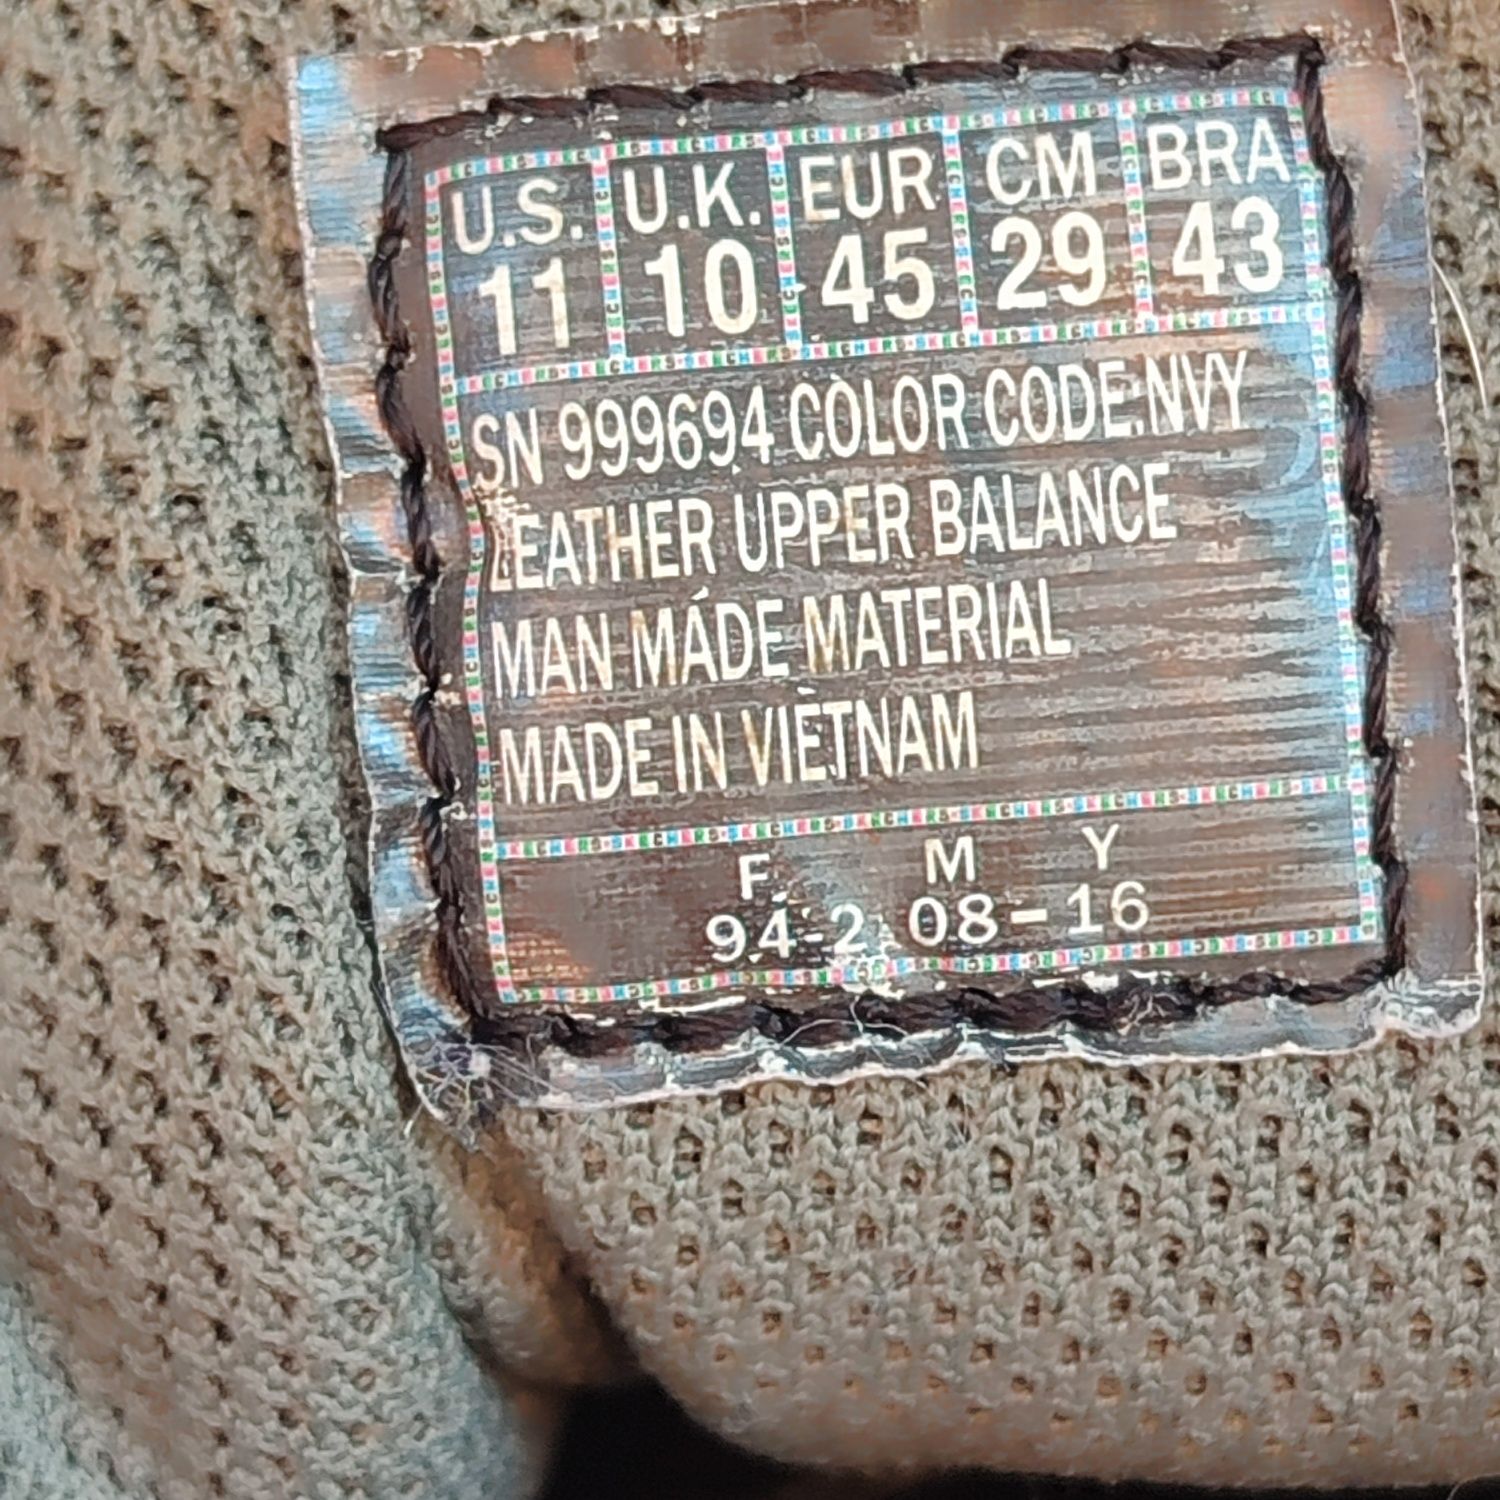 U.S. U.K. EUR CM BRA
11 10 45 29 43
SN 999694 COLOR CODE:NVY
LEATHER UPPER BALANCE
MAN MADE MATERIAL
MADE IN VIETNAM
F. M Y
94-2 08-16